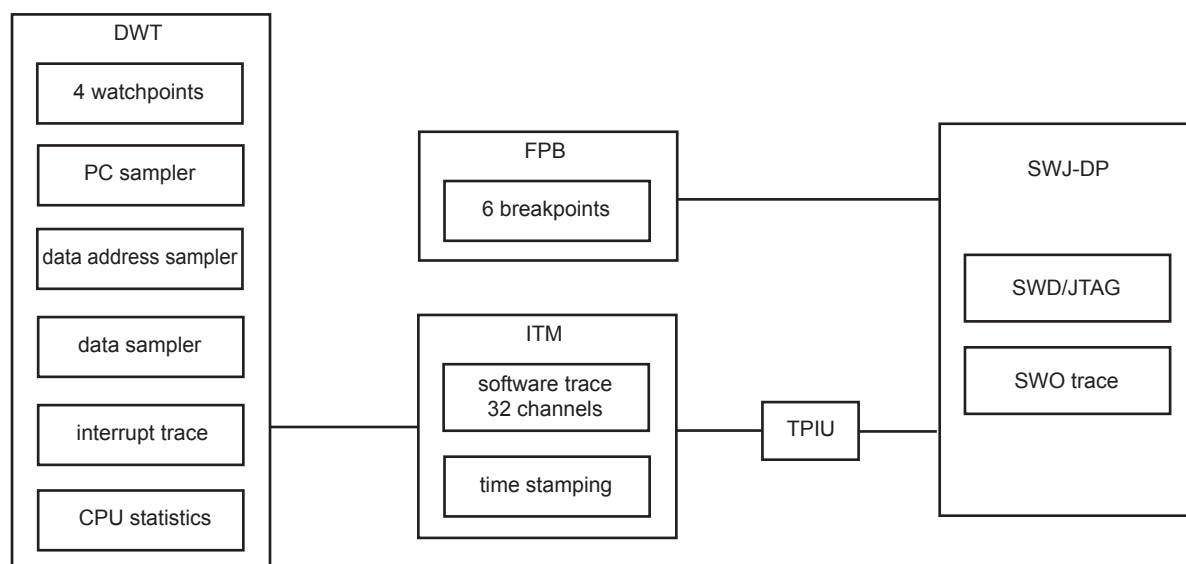 DWT
4 watchpoints
PC sampler
data address sampler
data sampler
interrupt trace
CPU statistics
FPB
6 breakpoints
ITM
software trace
32 channels
time stamping
TPIU
SWJ-DP
SWD/JTAG
SWO trace